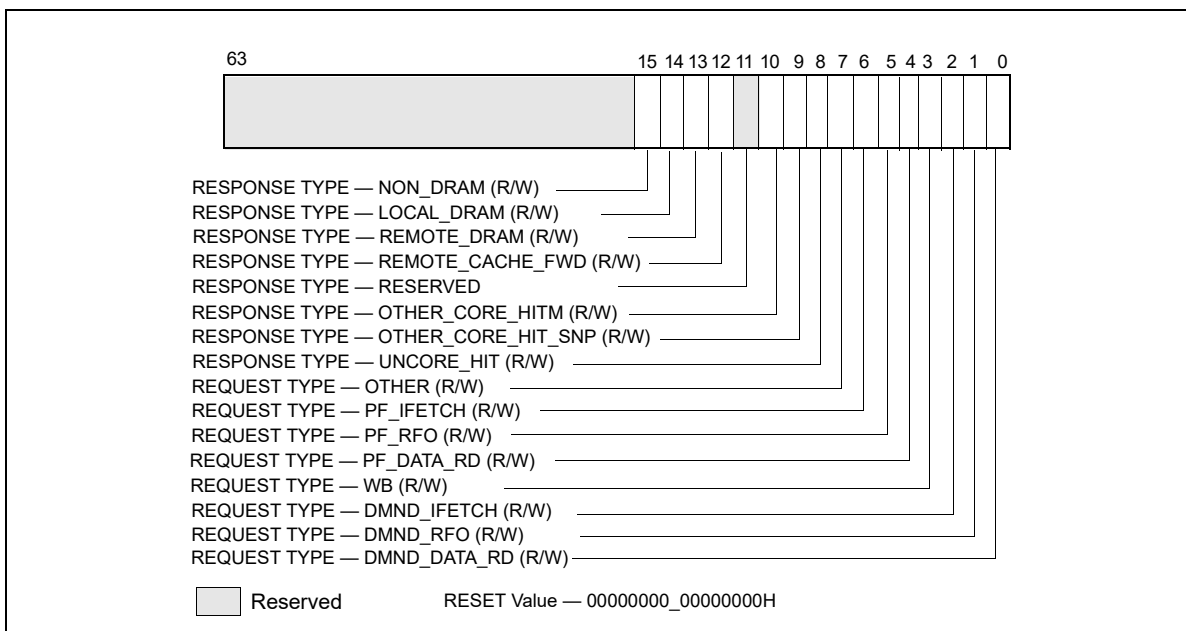 63 15 14 13 12 11 10 9 8 7 6 5 4 3 2 1 0
RESPONSE TYPE — NON_DRAM (R/W)
RESPONSE TYPE — LOCAL_DRAM (R/W)
RESPONSE TYPE — REMOTE_DRAM (R/W)
RESPONSE TYPE — REMOTE_CACHE_FWD (R/W)
RESPONSE TYPE — RESERVED
RESPONSE TYPE — OTHER_CORE_HITM (R/W)
RESPONSE TYPE — OTHER_CORE_HIT_SNP (R/W)
RESPONSE TYPE — UNCORE_HIT (R/W)
REQUEST TYPE — OTHER (R/W)
REQUEST TYPE — PF_IFETCH (R/W)
REQUEST TYPE — PF_RFO (R/W)
REQUEST TYPE — PF_DATA_RD (R/W)
REQUEST TYPE — WB (R/W)
REQUEST TYPE — DMND_IFETCH (R/W)
REQUEST TYPE — DMND_RFO (R/W)
REQUEST TYPE — DMND_DATA_RD (R/W)
Reserved RESET Value — 00000000_00000000H